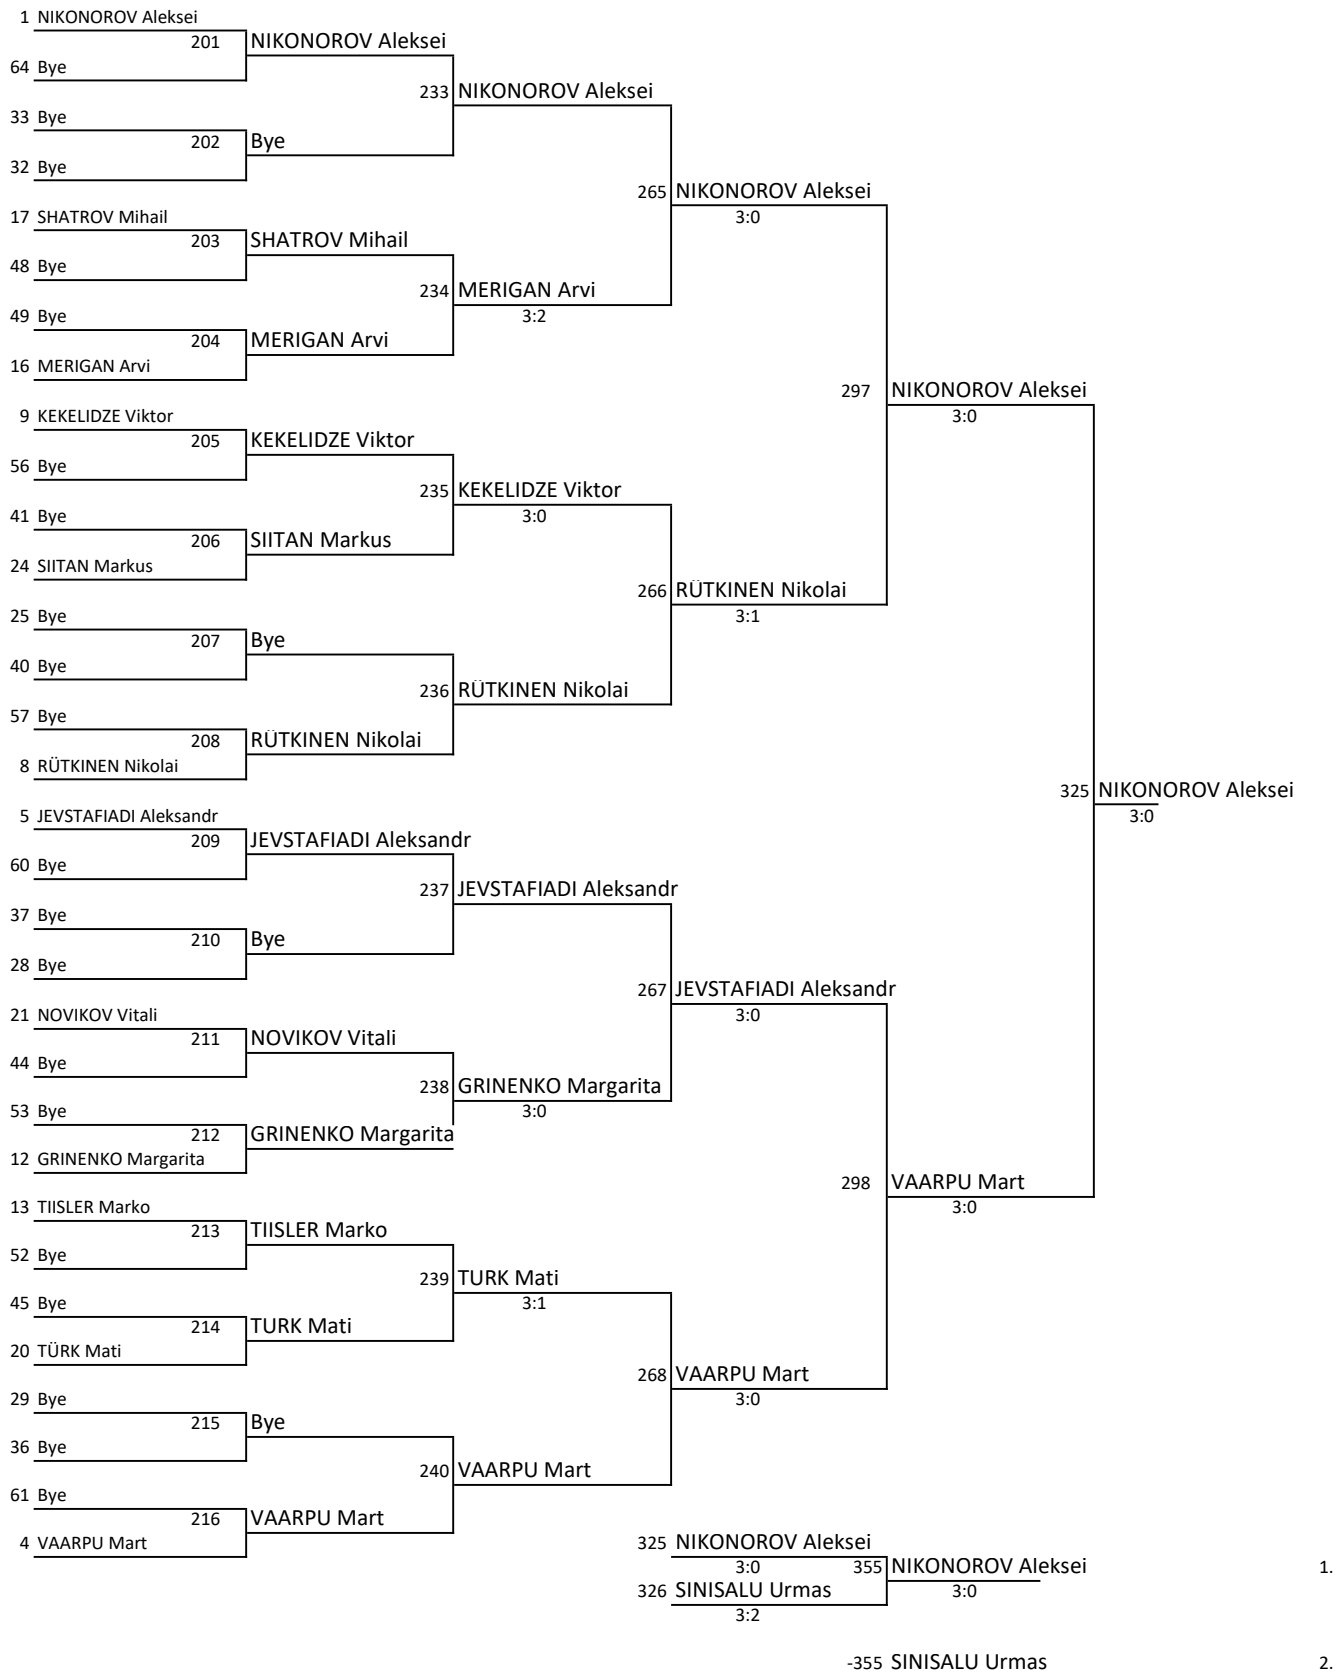 1 NIKONOROV Aleksei
201 NIKONOROV Aleksei
64 Bye
233 NIKONOROV Aleksei
33 Bye
202 Bye
32 Bye
265 NIKONOROV Aleksei
3:0
17 SHATROV Mihail
203 SHATROV Mihail
48 Bye
234 MERIGAN Arvi
3:2
49 Bye
204 MERIGAN Arvi
16 MERIGAN Arvi
297 NIKONOROV Aleksei
3:0
9 KEKELIDZE Viktor
205 KEKELIDZE Viktor
56 Bye
235 KEKELIDZE Viktor
3:0
41 Bye
206 SIITAN Markus
24 SIITAN Markus
266 RÜTKINEN Nikolai
3:1
25 Bye
207 Bye
40 Bye
236 RÜTKINEN Nikolai
57 Bye
208 RÜTKINEN Nikolai
8 RÜTKINEN Nikolai
325 NIKONOROV Aleksei
3:0
5 JEVSTAFIADI Aleksandr
209 JEVSTAFIADI Aleksandr
60 Bye
237 JEVSTAFIADI Aleksandr
37 Bye
210 Bye
28 Bye
267 JEVSTAFIADI Aleksandr
3:0
21 NOVIKOV Vitali
211 NOVIKOV Vitali
44 Bye
238 GRINENKO Margarita
3:0
53 Bye
212 GRINENKO Margarita
12 GRINENKO Margarita
298 VAARPU Mart
3:0
13 TIISLER Marko
213 TIISLER Marko
52 Bye
239 TURK Mati
3:1
45 Bye
214 TURK Mati
20 TÜRK Mati
268 VAARPU Mart
3:0
29 Bye
215 Bye
36 Bye
240 VAARPU Mart
61 Bye
216 VAARPU Mart
4 VAARPU Mart
325 NIKONOROV Aleksei
3:0
355 NIKONOROV Aleksei 1.
3:0
326 SINISALU Urmas
3:2
-355 SINISALU Urmas 2.